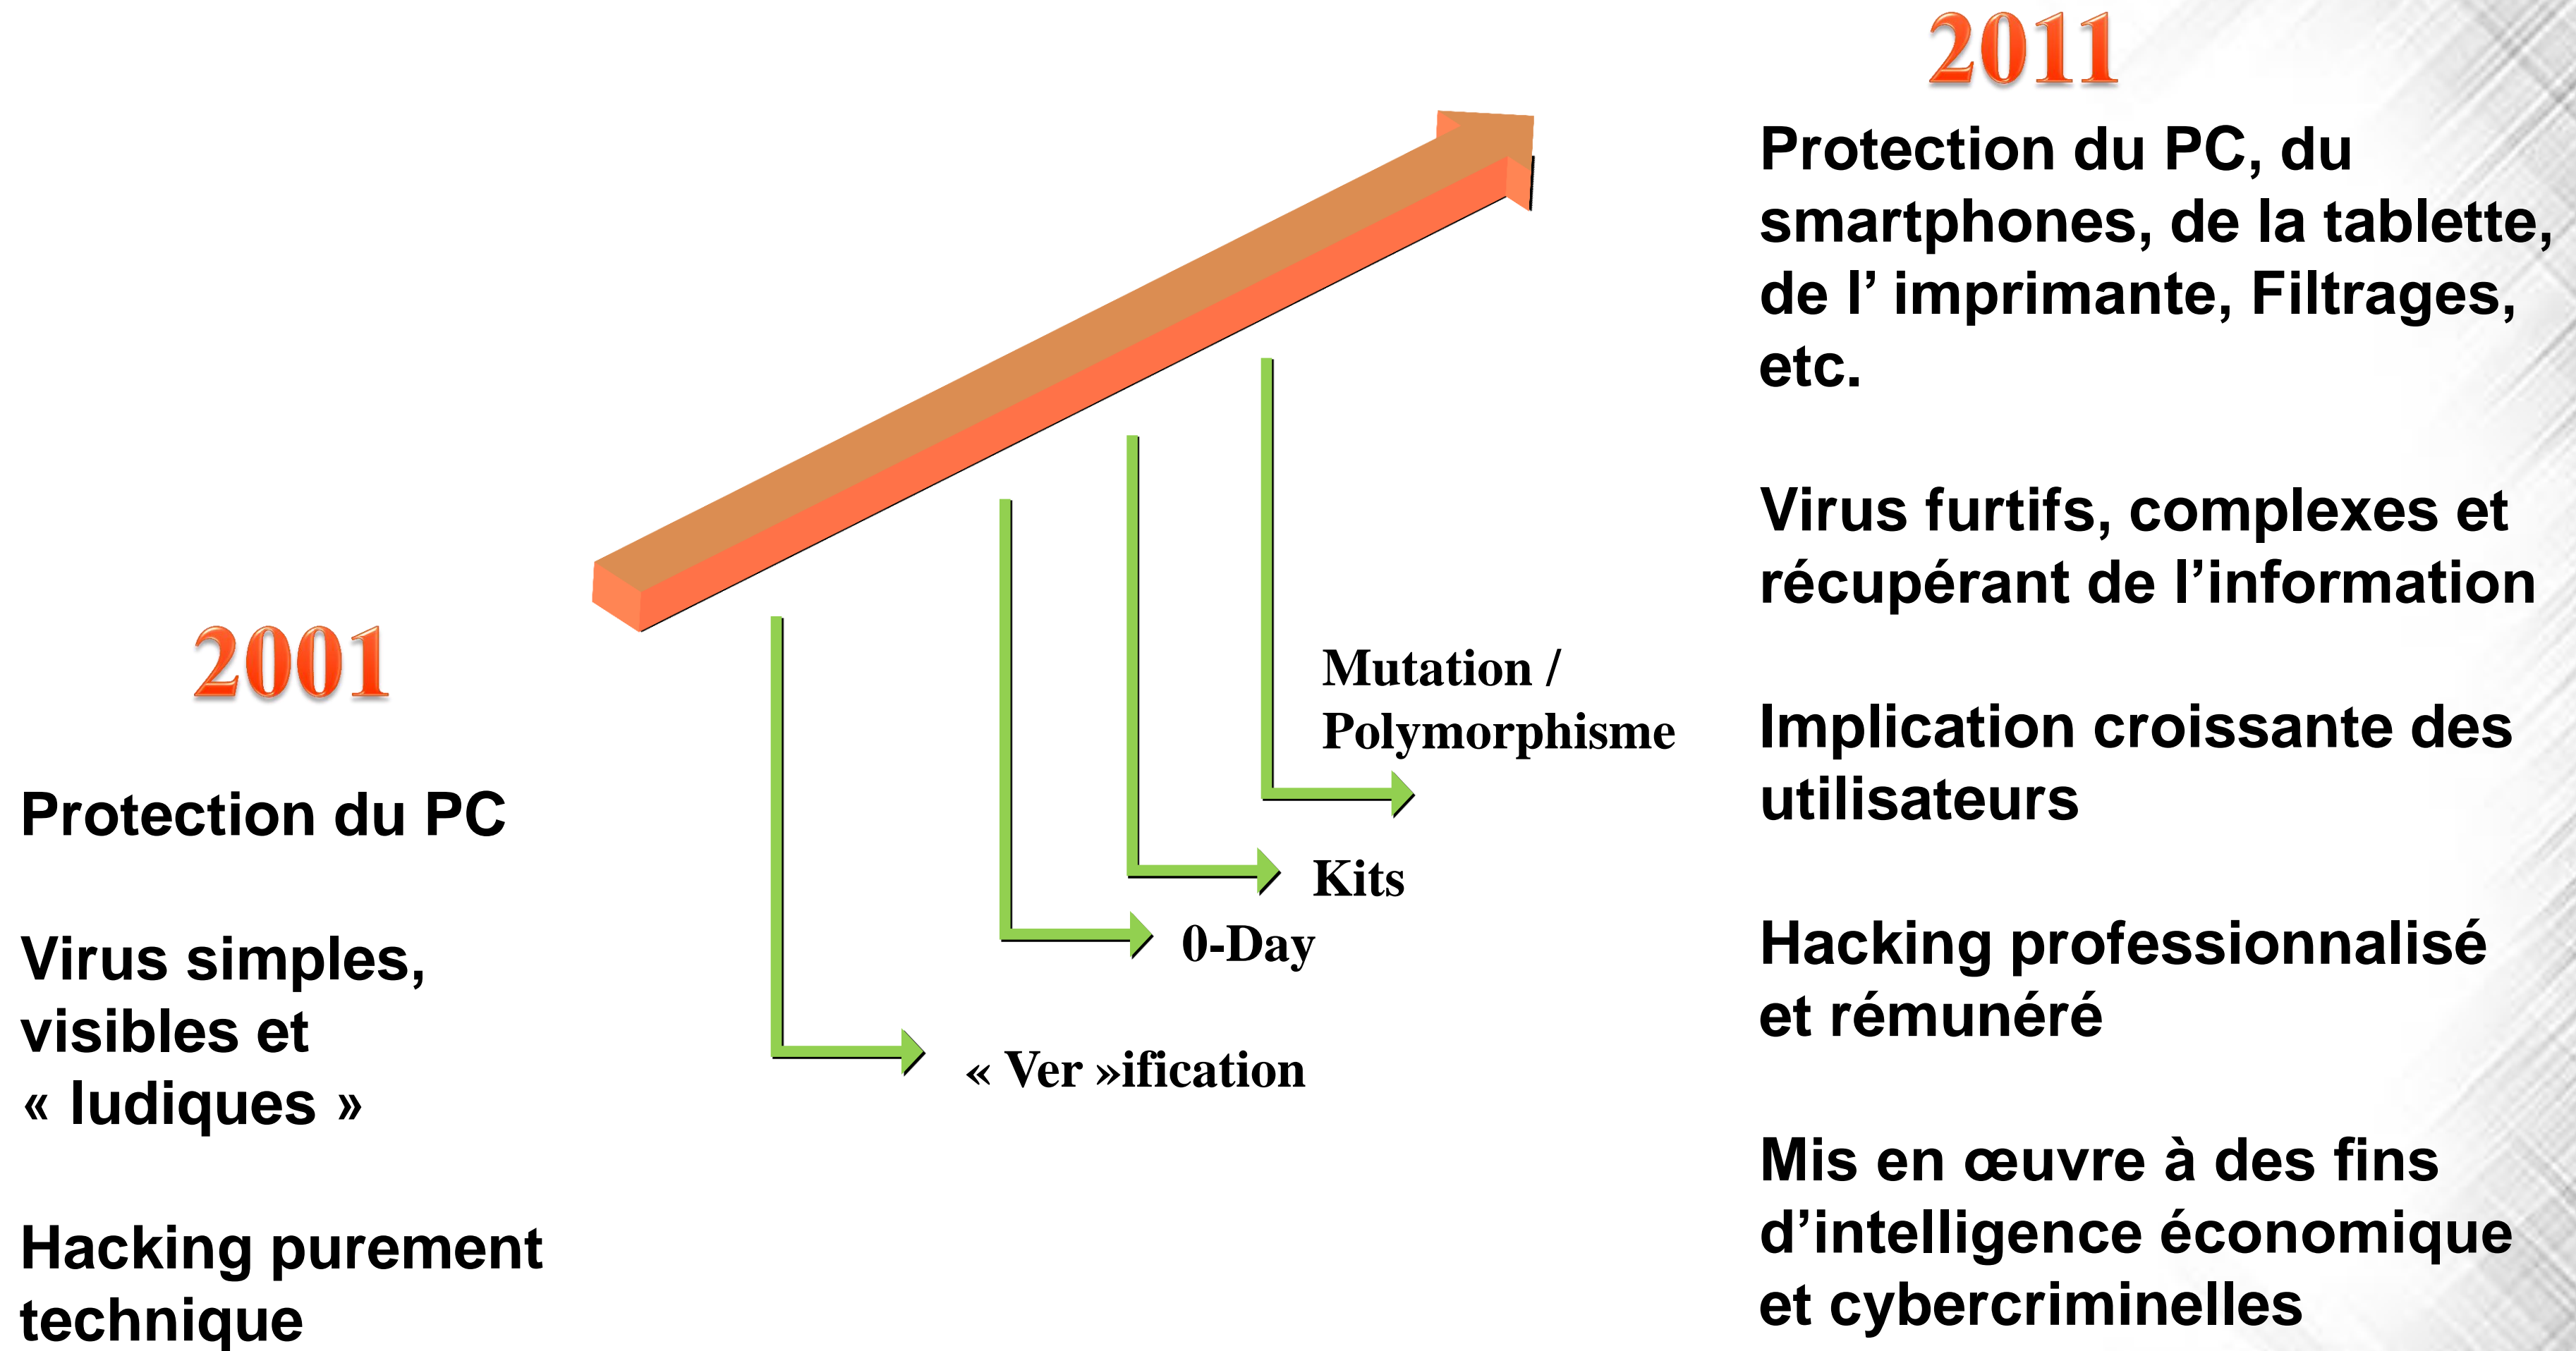 2001
Protection du PC
Virus simples,
visibles et
« ludiques »
Hacking purement
technique
Mutation /
Polymorphisme
Kits
0-Day
« Ver »ification
2011
Protection du PC, du
smartphones, de la tablette,
de l’ imprimante, Filtrages,
etc.
Virus furtifs, complexes et
récupérant de l’information
Implication croissante des
utilisateurs
Hacking professionnalisé
et rémunéré
Mis en œuvre à des fins
d’intelligence économique
et cybercriminelles